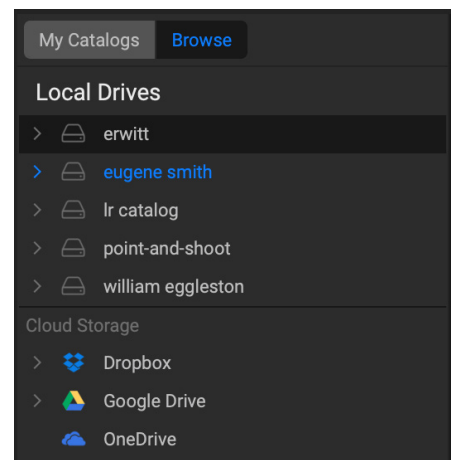 My Catalogs Browse
Local Drives
erwitt
eugene smith
lr catalog
point-and-shoot
william eggleston
Cloud Storage
Dropbox
Google Drive
OneDrive